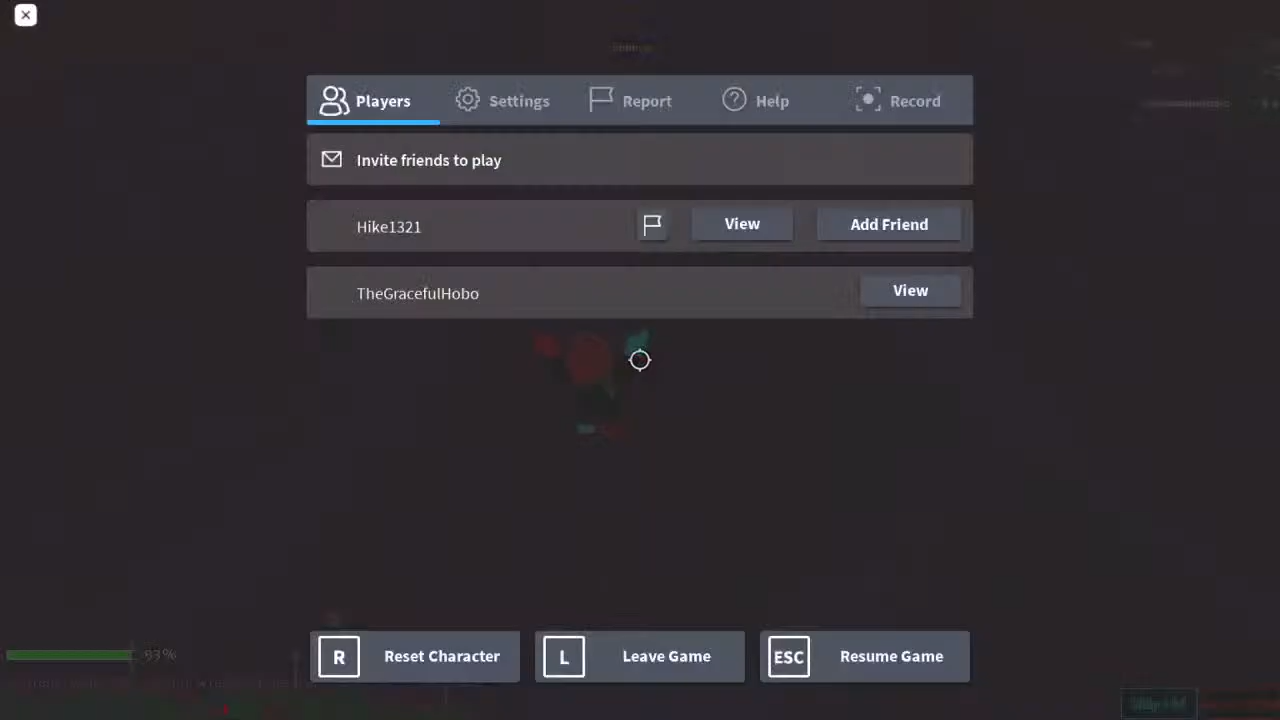 Players
Settings
Report
Help
Record
Invite friends to play
Hike1321
View
Add Friend
TheGracefulHobo
View
93%
R
Reset Character
L
Leave Game
ESC
Resume Game